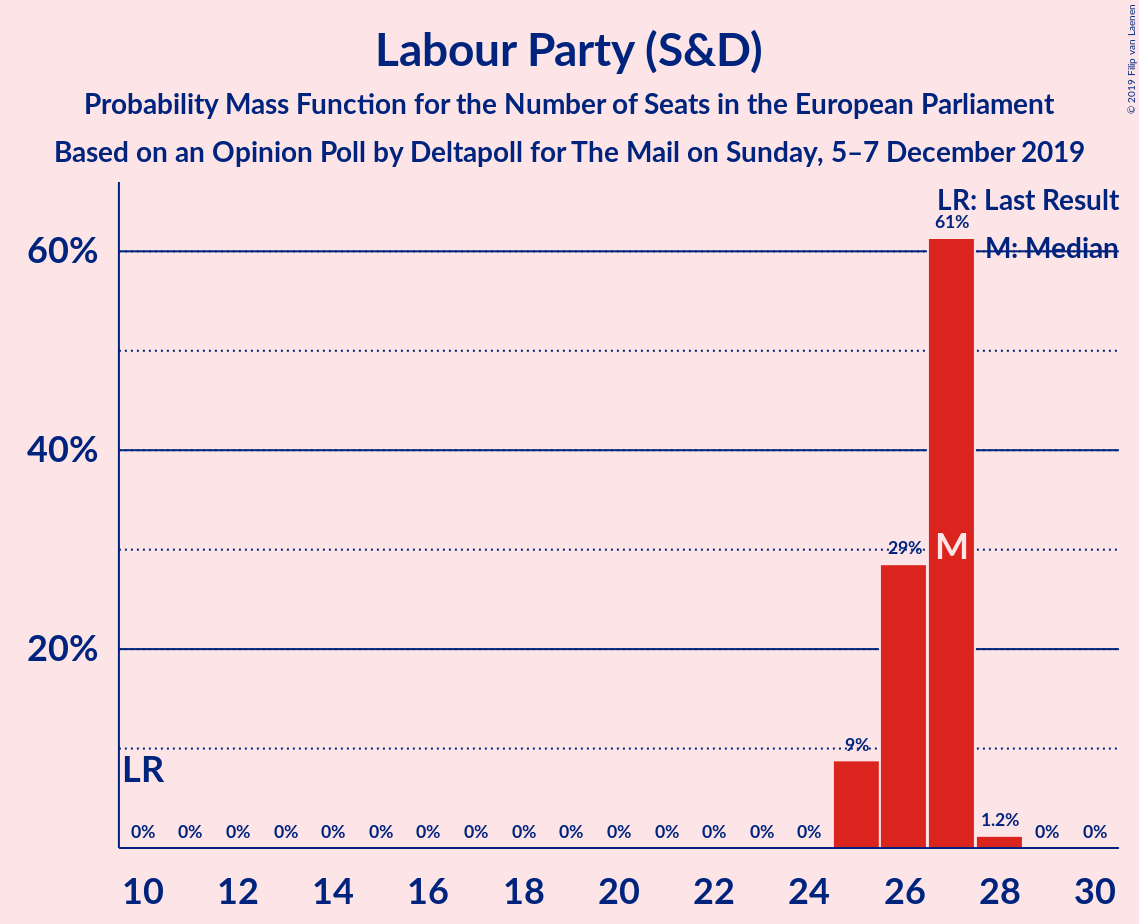 Labour Party (S&D)
Probability Mass Function for the Number of Seats in the European Parliament
Based on an Opinion Poll by Deltapoll for The Mail on Sunday, 5–7 December 2019
© 2019 Filip van Laenen
LR: Last Result
M: Median
61%
60%
40%
29%
M
20%
9%
LR
1.2%
0% 0% 0% 0% 0% 0% 0% 0% 0% 0% 0% 0% 0% 0% 0% 0% 0%
10 12 14 16 18 20 22 24 26 28 30